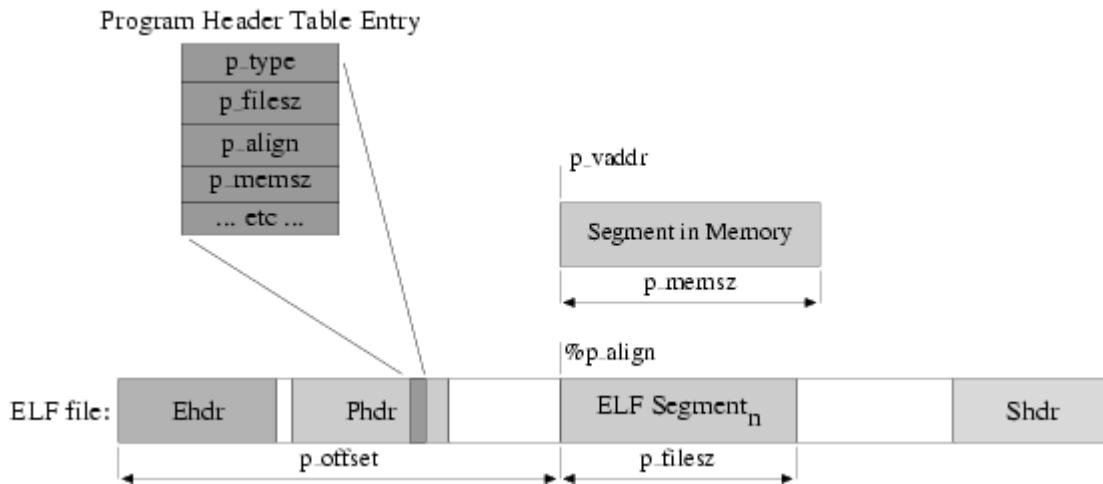 Program Header Table Entry
p_type
p_filesz
p_align
p_memsz
... etc ...
p_vaddr
Segment in Memory
p_memsz
%p_align
ELF file:
Ehdr
Phdr
ELF Segment_n
Shdr
p_offset
p_filesz